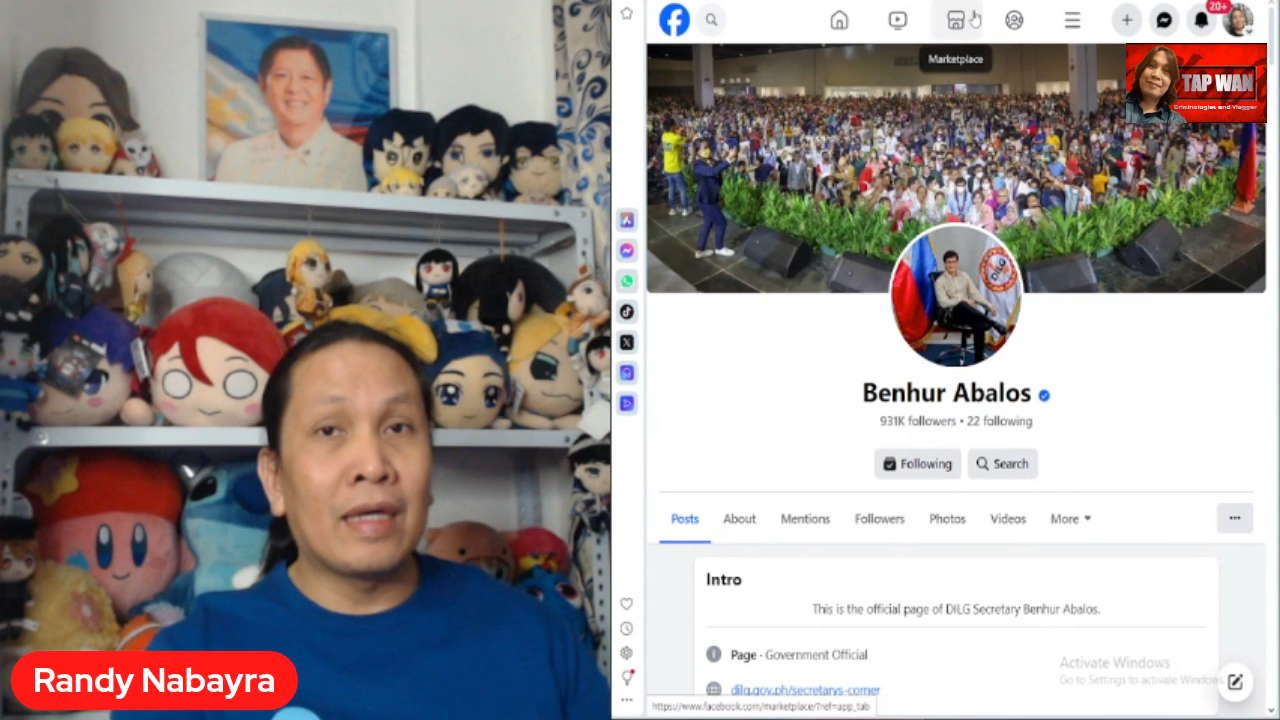 20+
Marketplace
TAP WAN
Criminologist and Vlogger
Benhur Abalos
931K followers • 22 following
Following
Search
Posts
About
Mentions
Followers
Photos
Videos
More
Intro
This is the official page of DILG Secretary Benhur Abalos.
Page · Government Official
dilg.gov.ph/secretarys-corner
Activate Windows
Go to Settings to activate Windows.
https://www.facebook.com/marketplace/?ref=app_tab
Randy Nabayra